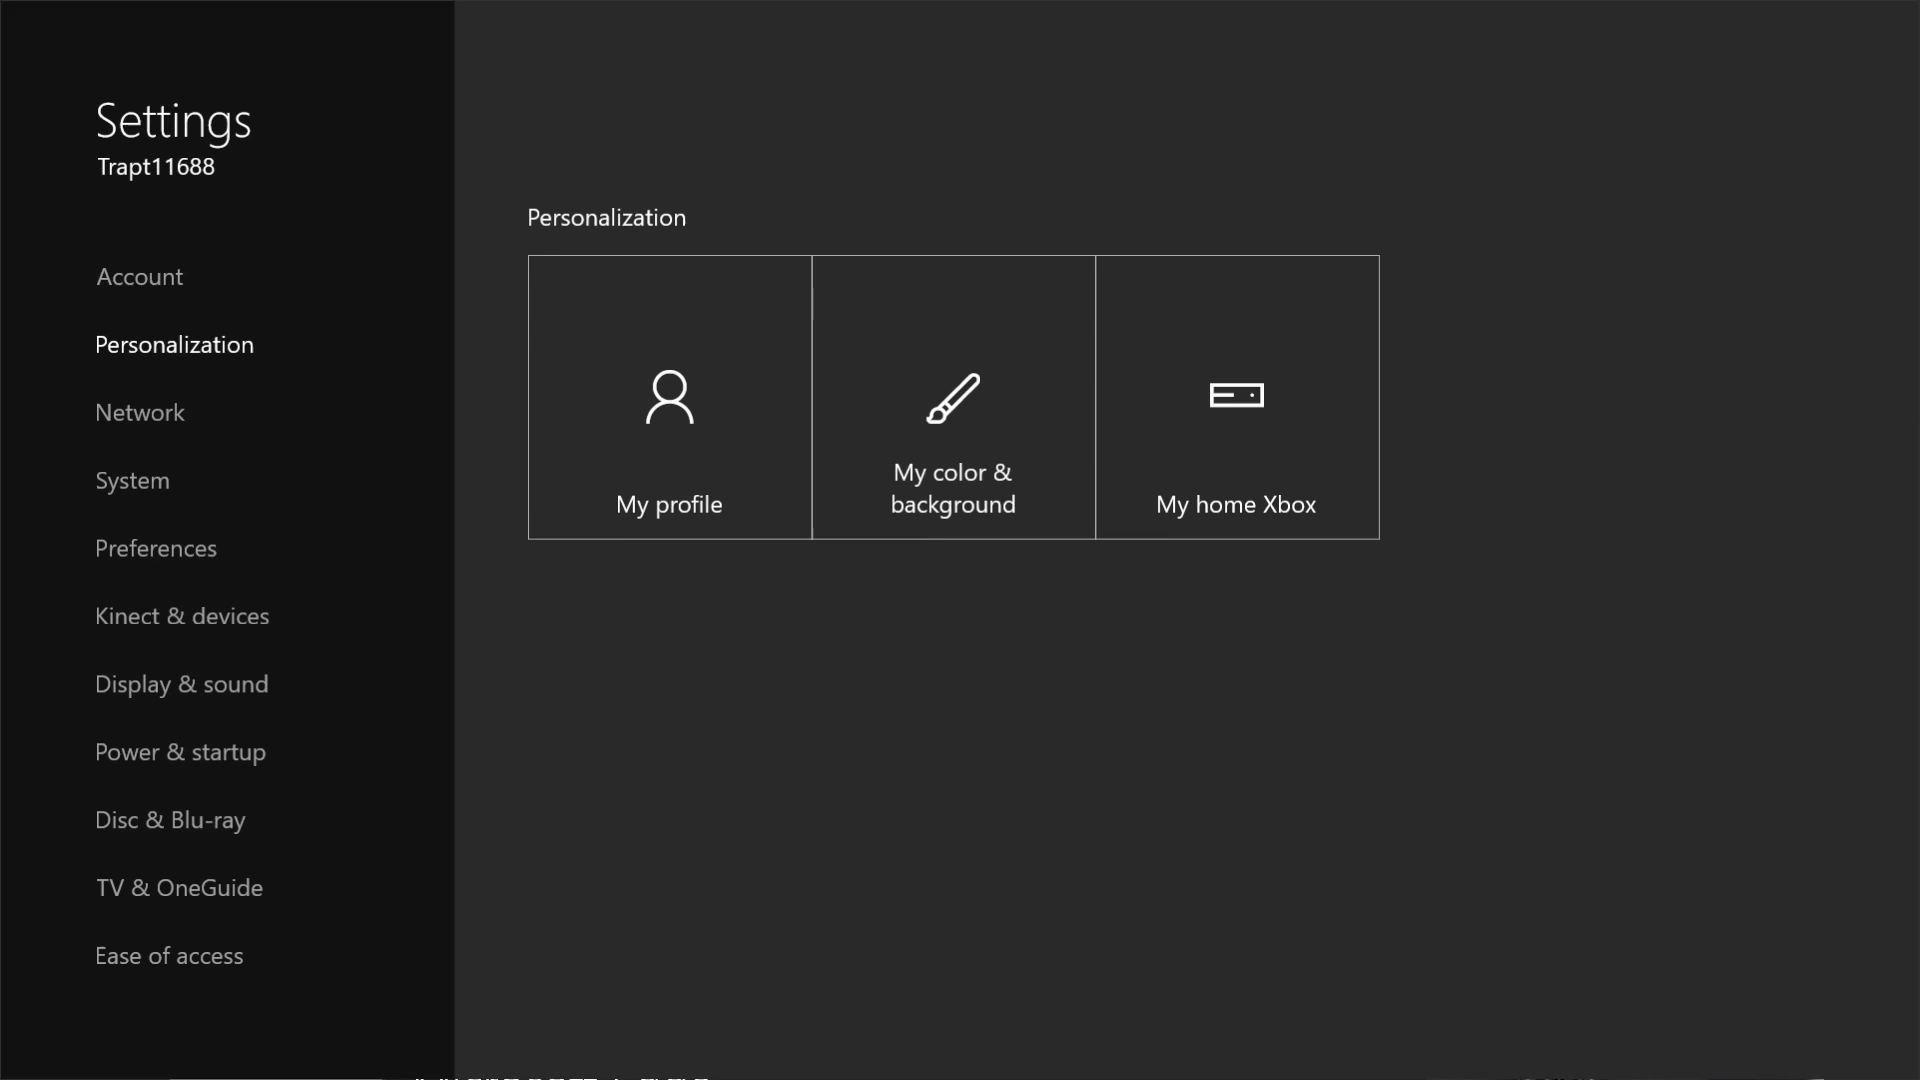 Settings
Trapt11688
Account
Personalization
Network
System
Preferences
Kinect & devices
Display & sound
Power & startup
Disc & Blu-ray
TV & OneGuide
Ease of access
Personalization
My profile
My color &
background
My home Xbox